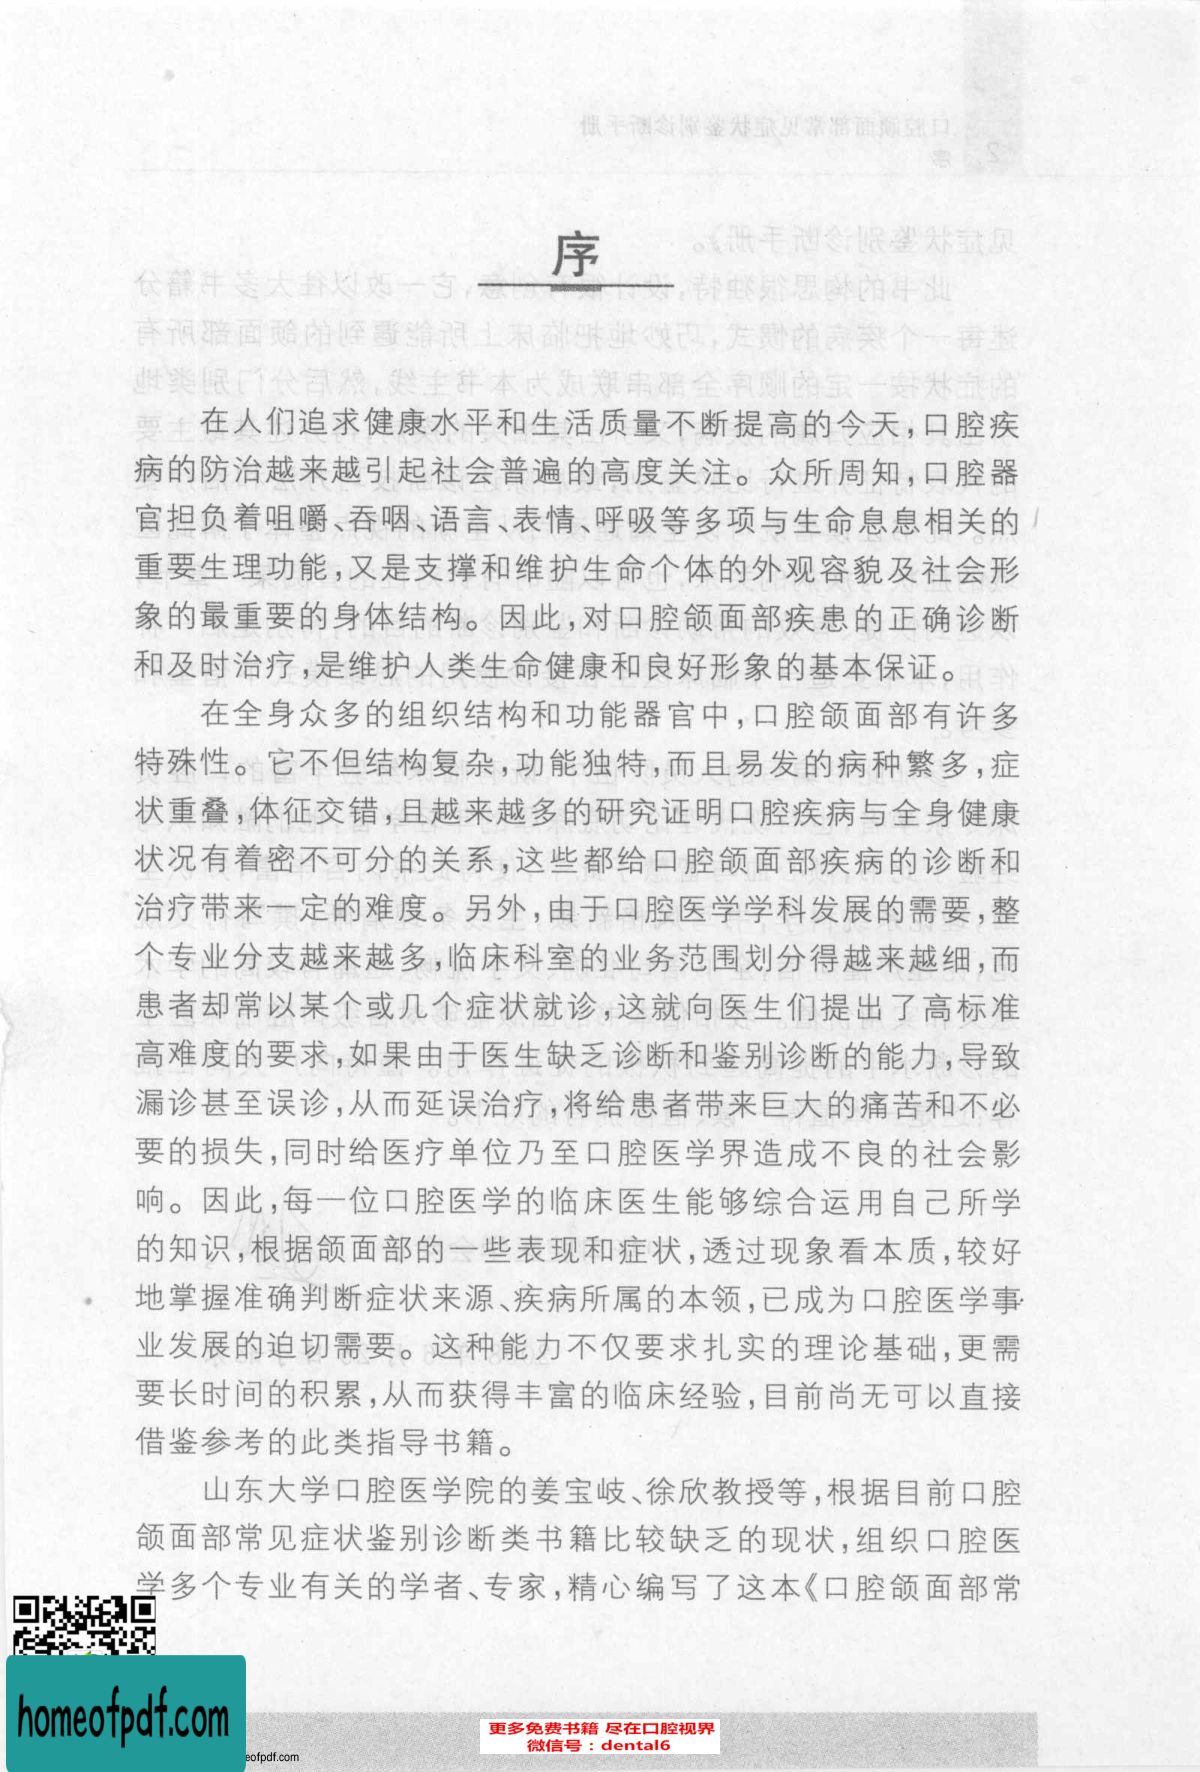 序
在人们追求健康水平和生活质量不断提高的今天,口腔疾
病的防治越来越引起社会普遍的高度关注。众所周知,口腔器
官担负着咀嚼、吞咽、语言、表情、呼吸等多项与生命息息相关的
重要生理功能,又是支撑和维护生命个体的外观容貌及社会形
象的最重要的身体结构。因此,对口腔颌面部疾患的正确诊断
和及时治疗,是维护人类生命健康和良好形象的基本保证。
在全身众多的组织结构和功能器官中,口腔颌面部有许多
特殊性。它不但结构复杂,功能独特,而且易发的病种繁多,症
状重叠,体征交错,且越来越多的研究证明口腔疾病与全身健康
状况有着密不可分的关系,这些都给口腔颌面部疾病的诊断和
治疗带来一定的难度。另外,由于口腔医学学科发展的需要,整
个专业分支越来越多,临床科室的业务范围划分得越来越细,而
患者却常以某个或几个症状就诊,这就向医生们提出了高标准
高难度的要求,如果由于医生缺乏诊断和鉴别诊断的能力,导致
漏诊甚至误诊,从而延误治疗,将给患者带来巨大的痛苦和不必
要的损失,同时给医疗单位乃至口腔医学界造成不良的社会影
响。因此,每一位口腔医学的临床医生能够综合运用自己所学
的知识,根据颌面部的一些表现和症状,透过现象看本质,较好
地掌握准确判断症状来源、疾病所属的本领,已成为口腔医学事
业发展的迫切需要。这种能力不仅要求扎实的理论基础,更需
要长时间的积累,从而获得丰富的临床经验,目前尚无可以直接
借鉴参考的此类指导书籍。
山东大学口腔医学院的姜宝岐、徐欣教授等,根据目前口腔
颌面部常见症状鉴别诊断类书籍比较缺乏的现状,组织口腔医
学多个专业有关的学者、专家,精心编写了这本《口腔颌面部常
homeofpdf.com
eofpdf.com
更多免费书籍 尽在口腔视界
微信号：dental6